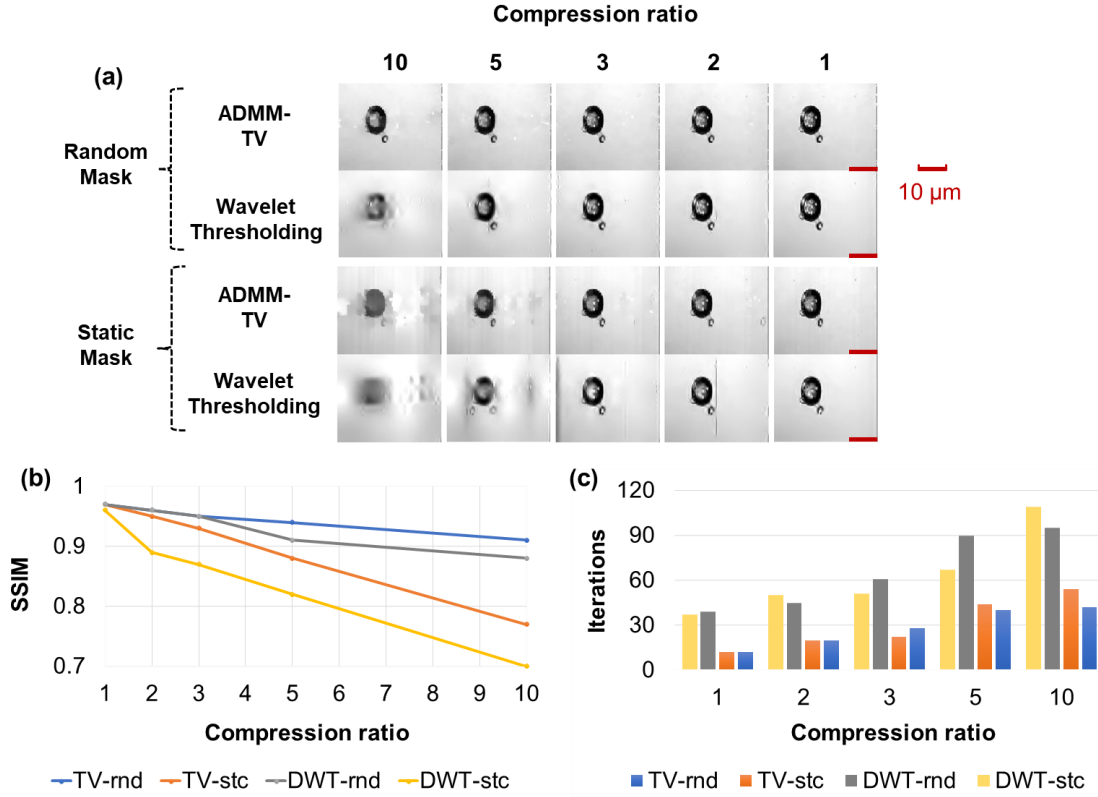 Compression ratio
10 5 3 2 1
(a)
Random
Mask
ADMM-
TV
Wavelet
Thresholding
10 µm
Static
Mask
ADMM-
TV
Wavelet
Thresholding
(b)
1
0.9
0.8
0.7
SSIM
1 2 3 4 5 6 7 8 9 10
Compression ratio
TV-rnd TV-stc DWT-rnd DWT-stc
(c)
120
90
60
30
0
Iterations
1 2 3 5 10
Compression ratio
TV-rnd TV-stc DWT-rnd DWT-stc